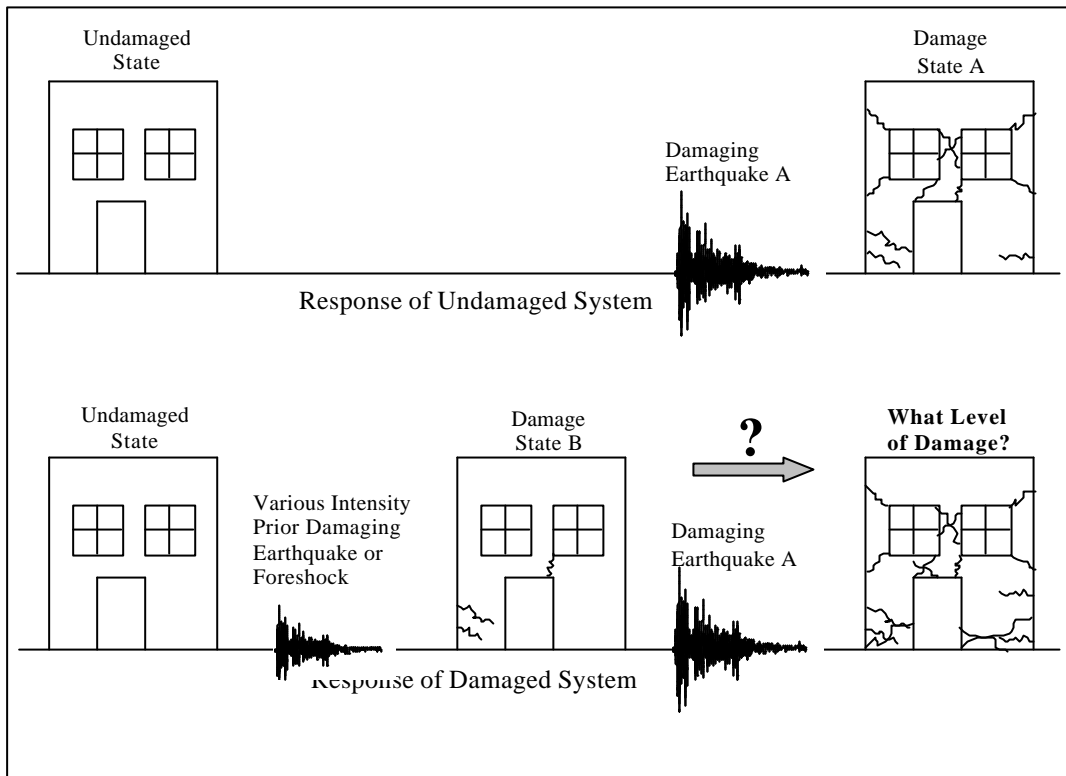 Undamaged
State
Damage
State A
Damaging
Earthquake A
Response of Undamaged System
Undamaged
State
Various Intensity
Prior Damaging
Earthquake or
Foreshock
Damage
State B
?
Damaging
Earthquake A
What Level
of Damage?
Response of Damaged System